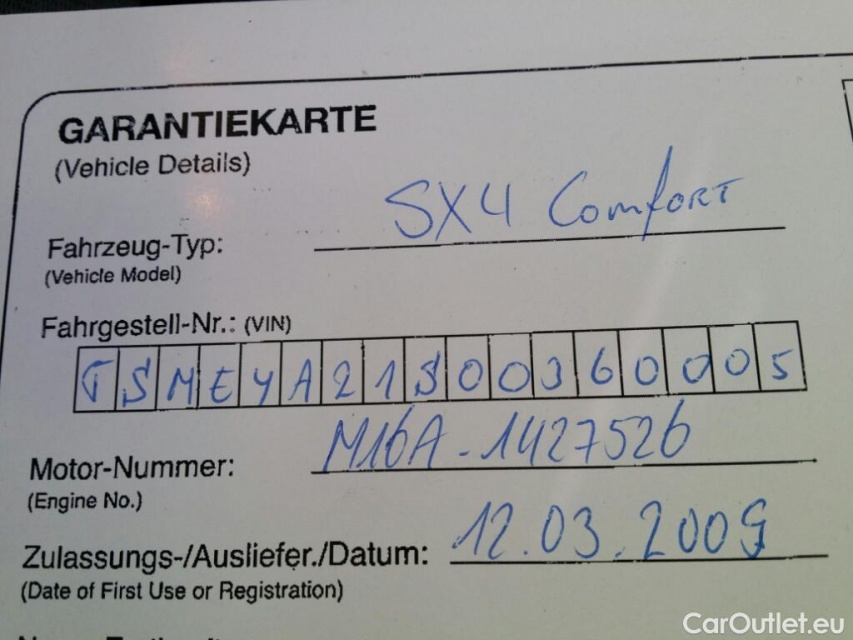 GARANTIEKARTE
(Vehicle Details)
Fahrzeug-Typ: SX4 Comfort
(Vehicle Model)
Fahrgestell-Nr.: (VIN)
TSMEYA21S00360005
Motor-Nummer: M16A-1427526
(Engine No.)
Zulassungs-/Ausliefer./Datum: 12.03.2009
(Date of First Use or Registration)
CarOutlet.eu